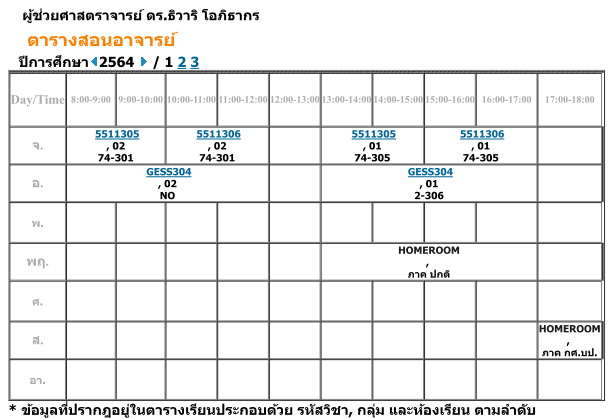 ผู้ช่วยศาสตราจารย์ ดร.ธิวาริ โอภิธากร
ตารางสอนอาจารย์
ปีการศึกษา 2564 / 1 2 3
Day/Time 8:00-9:00 9:00-10:00 10:00-11:00 11:00-12:00 12:00-13:00 13:00-14:00 14:00-15:00 15:00-16:00 16:00-17:00 17:00-18:00
จ. 5511305 5511306 5511305 5511306
, 02 , 02 , 01 , 01
74-301 74-301 74-305 74-305
อ. GESS304 GESS304
, 02 , 01
NO 2-306
พ.
พฤ. HOMEROOM
,
ภาค ปกติ
ศ.
ส. HOMEROOM
,
ภาค กศ.บป.
อา.
* ข้อมูลที่ปรากฎอยู่ในตารางเรียนประกอบด้วย รหัสวิชา, กลุ่ม และห้องเรียน ตามลำดับ